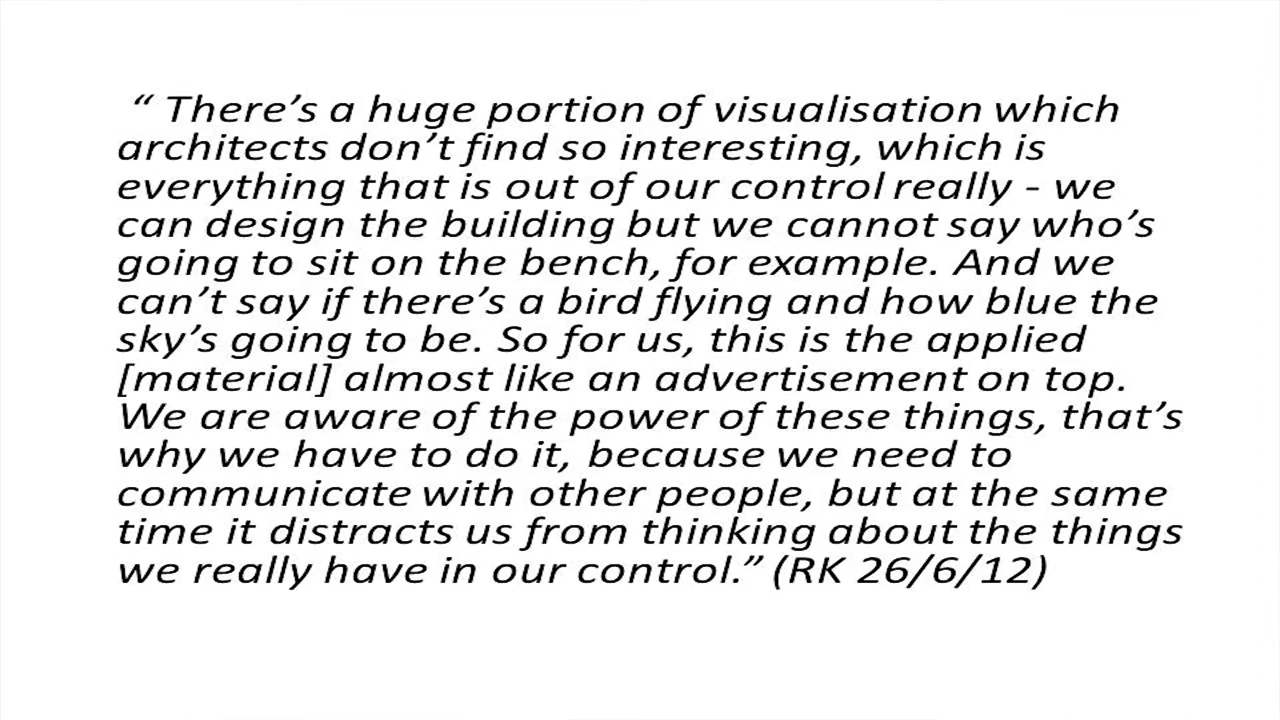 “ There’s a huge portion of visualisation which
architects don’t find so interesting, which is
everything that is out of our control really - we
can design the building but we cannot say who’s
going to sit on the bench, for example. And we
can’t say if there’s a bird flying and how blue the
sky’s going to be. So for us, this is the applied
[material] almost like an advertisement on top.
We are aware of the power of these things, that’s
why we have to do it, because we need to
communicate with other people, but at the same
time it distracts us from thinking about the things
we really have in our control.” (RK 26/6/12)